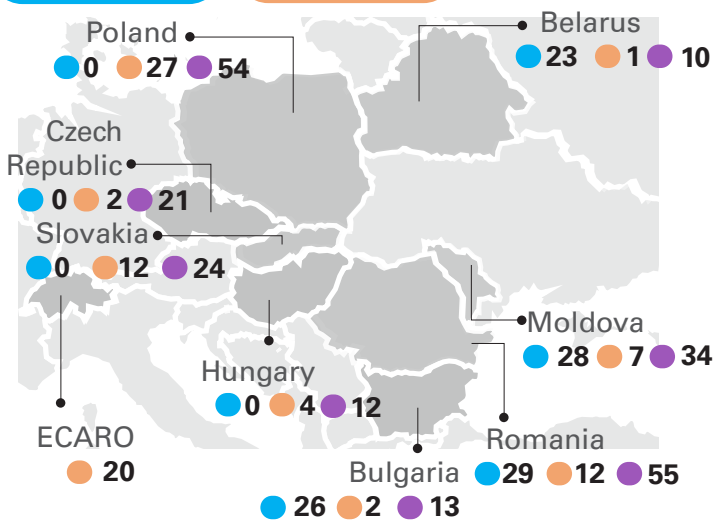 Poland
0 27 54
Belarus
23 1 10
Czech
Republic
0 2 21
Slovakia
0 12 24
Moldova
28 7 34
Hungary
0 4 12
ECARO
20
Romania
29 12 55
Bulgaria
26 2 13